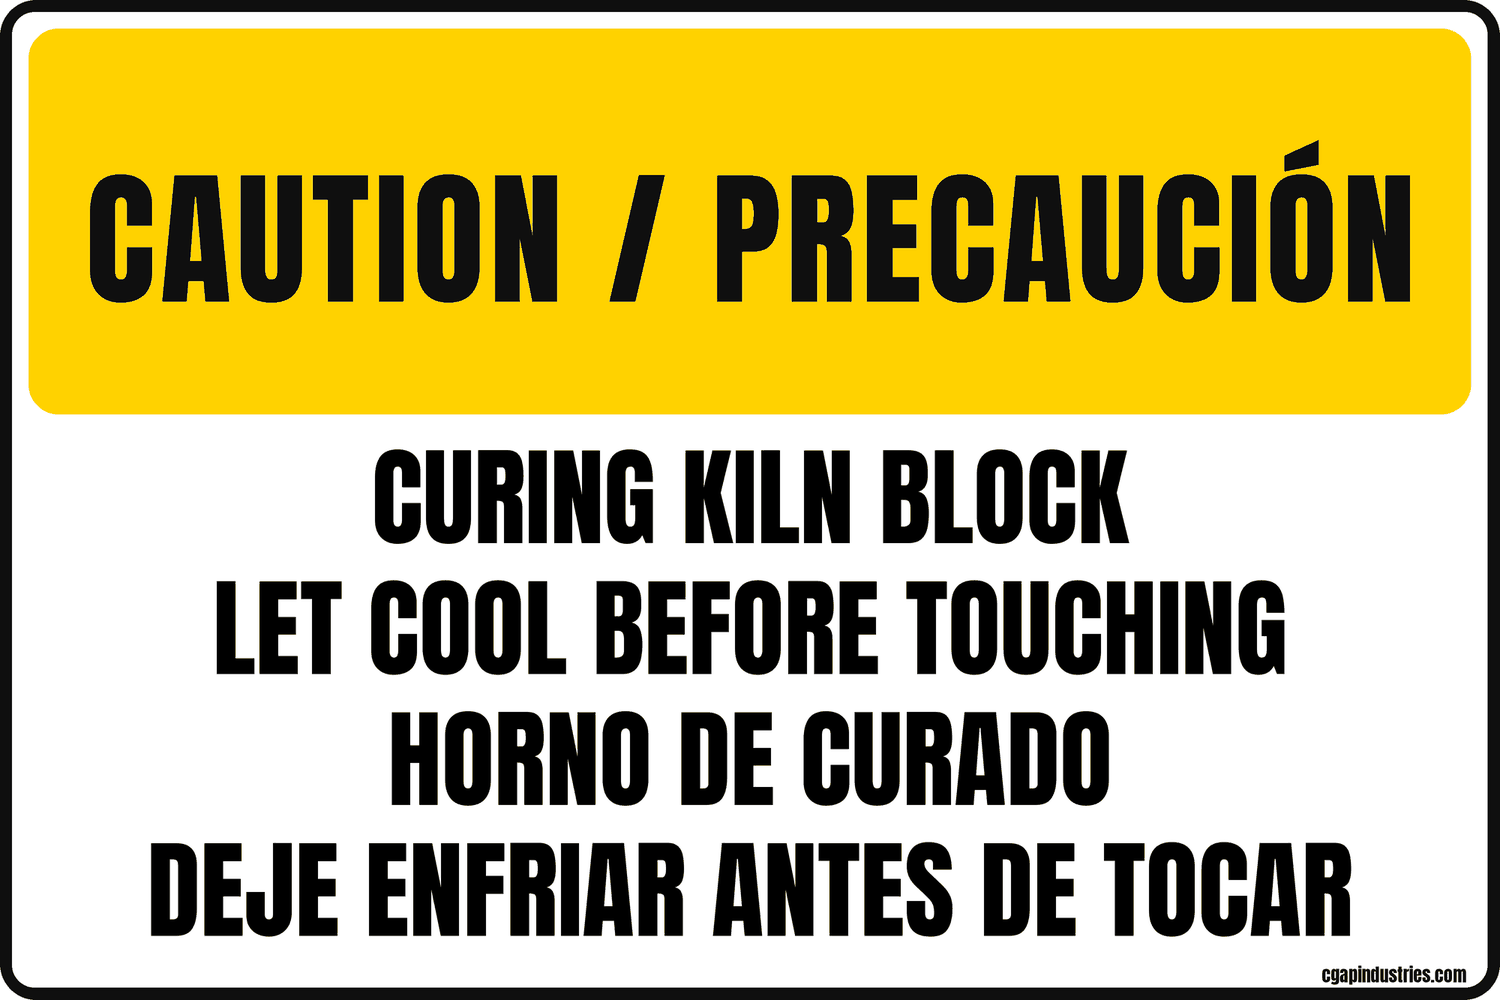 CAUTION / PRECAUCIÓN
CURING KILN BLOCK
LET COOL BEFORE TOUCHING
HORNO DE CURADO
DEJE ENFRIAR ANTES DE TOCAR
cgapindustries.com